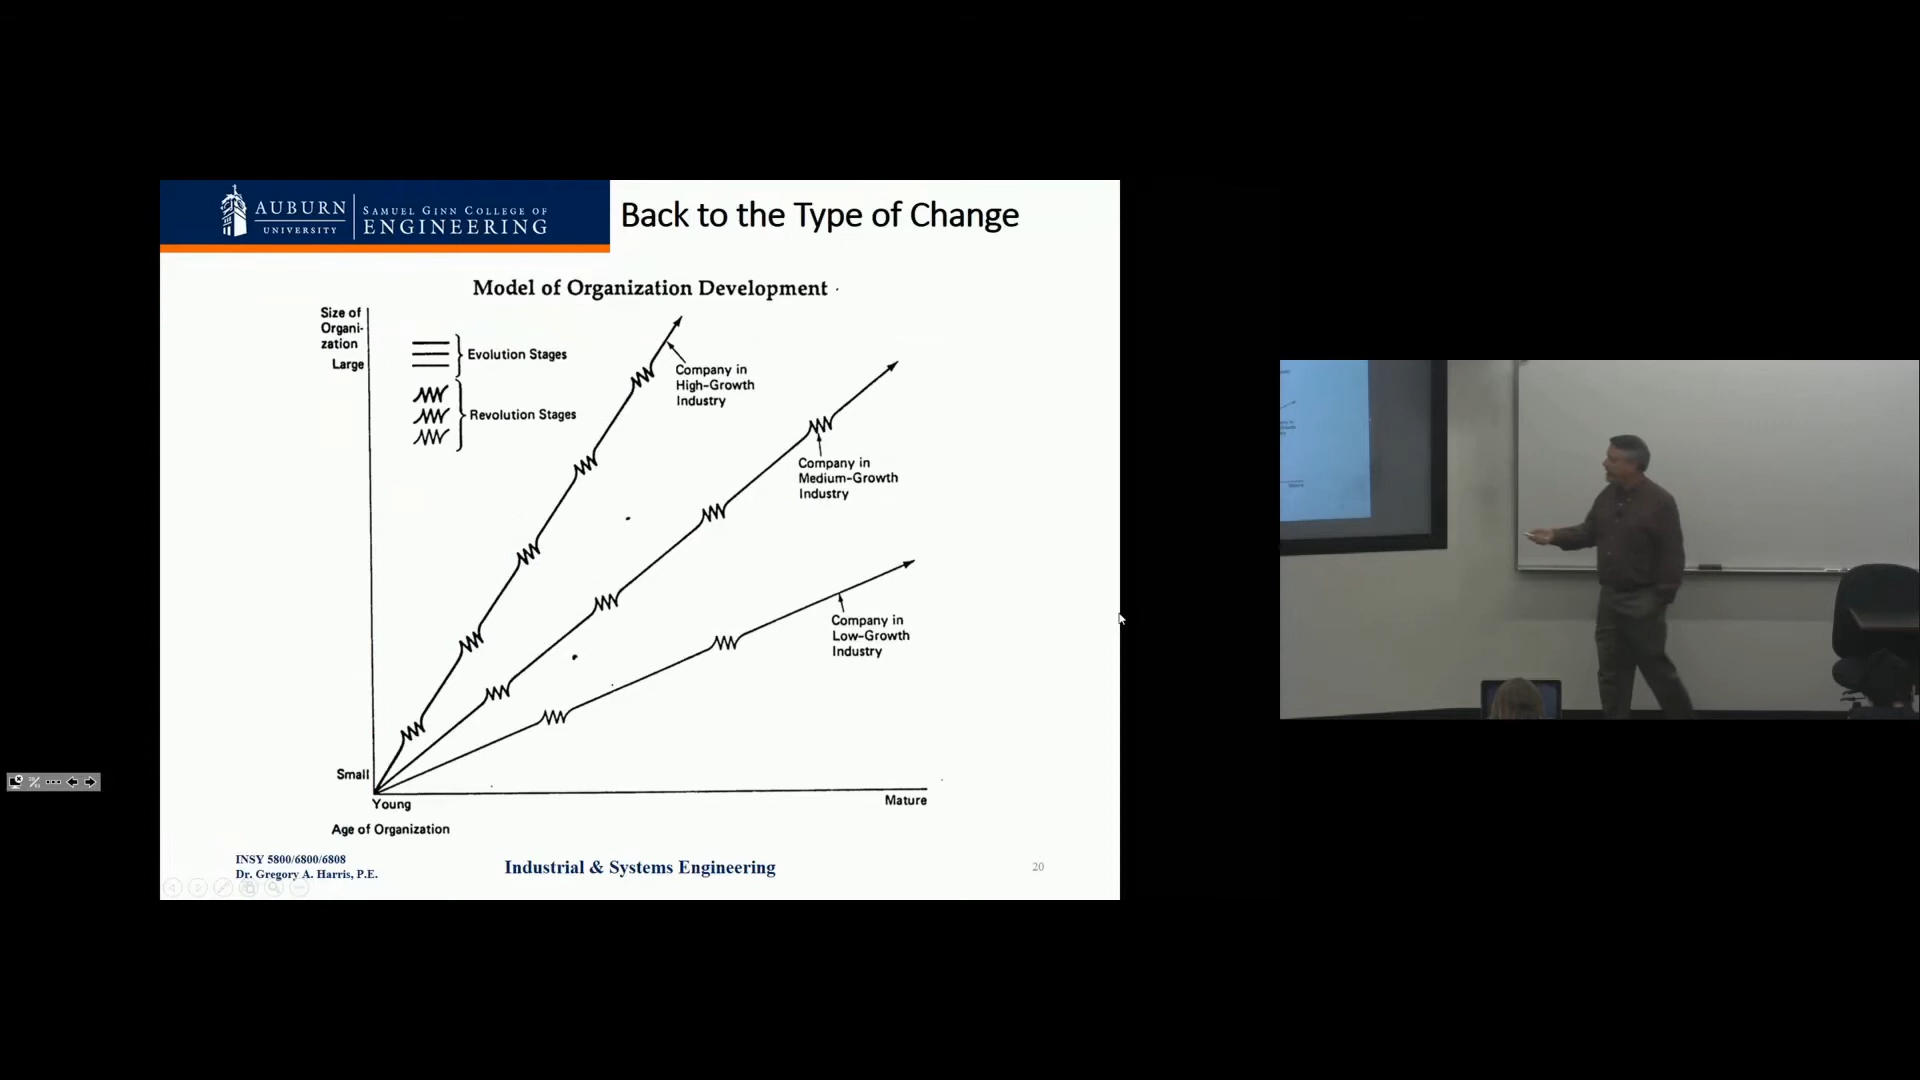 AUBURN
UNIVERSITY
SAMUEL GINN COLLEGE OF
ENGINEERING
Back to the Type of Change
Model of Organization Development
Size of
Organi-
zation
Large
Evolution Stages
Revolution Stages
Company in
High-Growth
Industry
Company in
Medium-Growth
Industry
Company in
Low-Growth
Industry
Small
Young
Mature
Age of Organization
INSY 5800/6800/6808
Dr. Gregory A. Harris, P.E.
Industrial & Systems Engineering
20